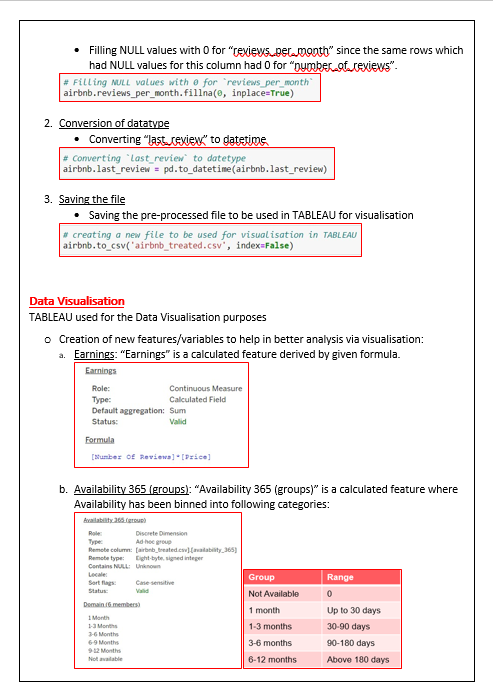 • Filling NULL values with 0 for “reviews_per_month” since the same rows which
had NULL values for this column had 0 for “number_of_reviews”.
# Filling NULL values with 0 for `reviews_per_month`
airbnb.reviews_per_month.fillna(0, inplace=True)
2. Conversion of datatype
• Converting “last_review” to datetime
# Converting `last_review` to datetype
airbnb.last_review = pd.to_datetime(airbnb.last_review)
3. Saving the file
• Saving the pre-processed file to be used in TABLEAU for visualisation
# creating a new file to be used for visualisation in TABLEAU
airbnb.to_csv('airbnb_treated.csv', index=False)
Data Visualisation
TABLEAU used for the Data Visualisation purposes
o Creation of new features/variables to help in better analysis via visualisation:
a. Earnings: “Earnings” is a calculated feature derived by given formula.
Earnings
Role: Continuous Measure
Type: Calculated Field
Default aggregation: Sum
Status: Valid
Formula
[Number Of Reviews]*[Price]
b. Availability 365 (groups): “Availability 365 (groups)” is a calculated feature where
Availability has been binned into following categories:
Availability 365 (group)
Role: Discrete Dimension
Type: Ad-hoc group
Remote column: [airbnb_treated.csv].[availability_365]
Remote type: Eight-byte, signed integer
Contains NULL: Unknown
Locale:
Sort flags: Case-sensitive
Status: Valid
Domain (6 members)
1 Month
1-3 Months
3-6 Months
6-9 Months
9-12 Months
Not available
Group Range
Not Available 0
1 month Up to 30 days
1-3 months 30-90 days
3-6 months 90-180 days
6-12 months Above 180 days